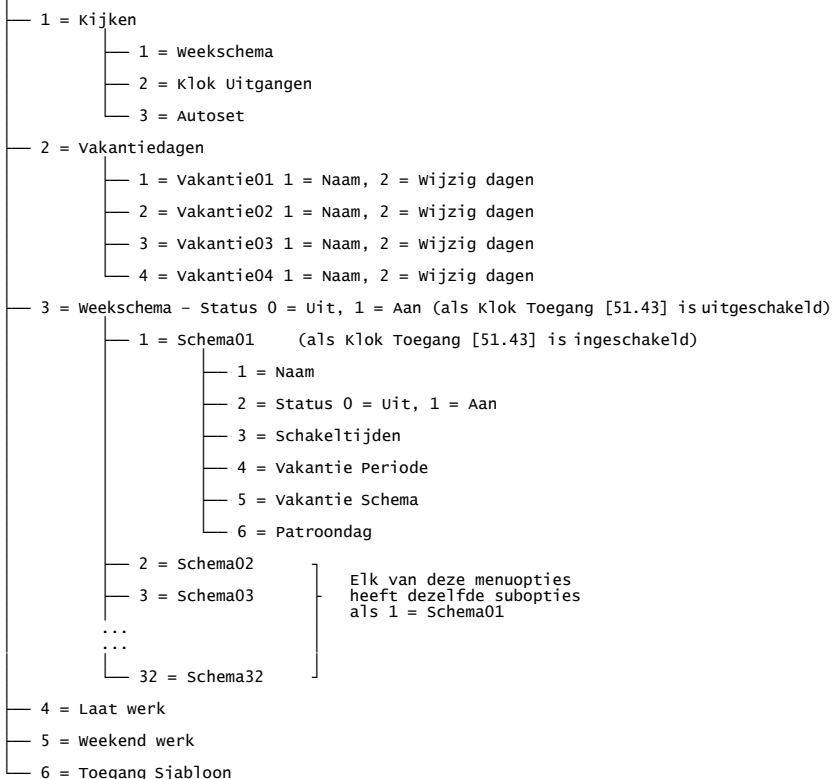 1 = Kijken
1 = Weekschema
2 = Klok Uitgangen
3 = Autoset
2 = Vakantiedagen
1 = Vakantie01 1 = Naam, 2 = Wijzig dagen
2 = Vakantie02 1 = Naam, 2 = Wijzig dagen
3 = Vakantie03 1 = Naam, 2 = Wijzig dagen
4 = Vakantie04 1 = Naam, 2 = Wijzig dagen
3 = Weekschema – Status 0 = Uit, 1 = Aan (als Klok Toegang [51.43] is uitgeschakeld)
1 = Schema01 (als Klok Toegang [51.43] is ingeschakeld)
1 = Naam
2 = Status 0 = Uit, 1 = Aan
3 = Schakeltijden
4 = Vakantie Periode
5 = Vakantie Schema
6 = Patroondag
2 = Schema02
3 = Schema03
Elk van deze menuopties
heeft dezelfde subopties
als 1 = Schema01
...
...
32 = Schema32
4 = Laat werk
5 = Weekend werk
6 = Toegang Sjabloon